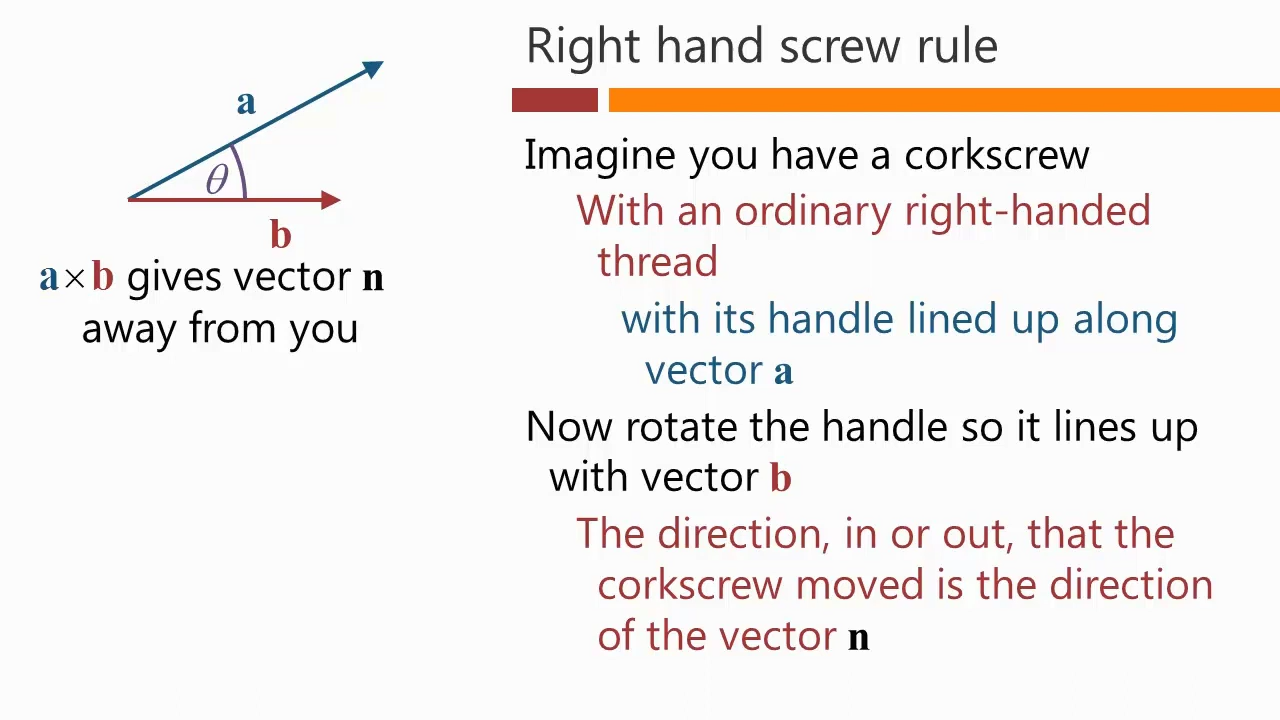 Right hand screw rule
a
θ
b
a×b gives vector n
away from you
Imagine you have a corkscrew
With an ordinary right-handed
thread
with its handle lined up along
vector a
Now rotate the handle so it lines up
with vector b
The direction, in or out, that the
corkscrew moved is the direction
of the vector n